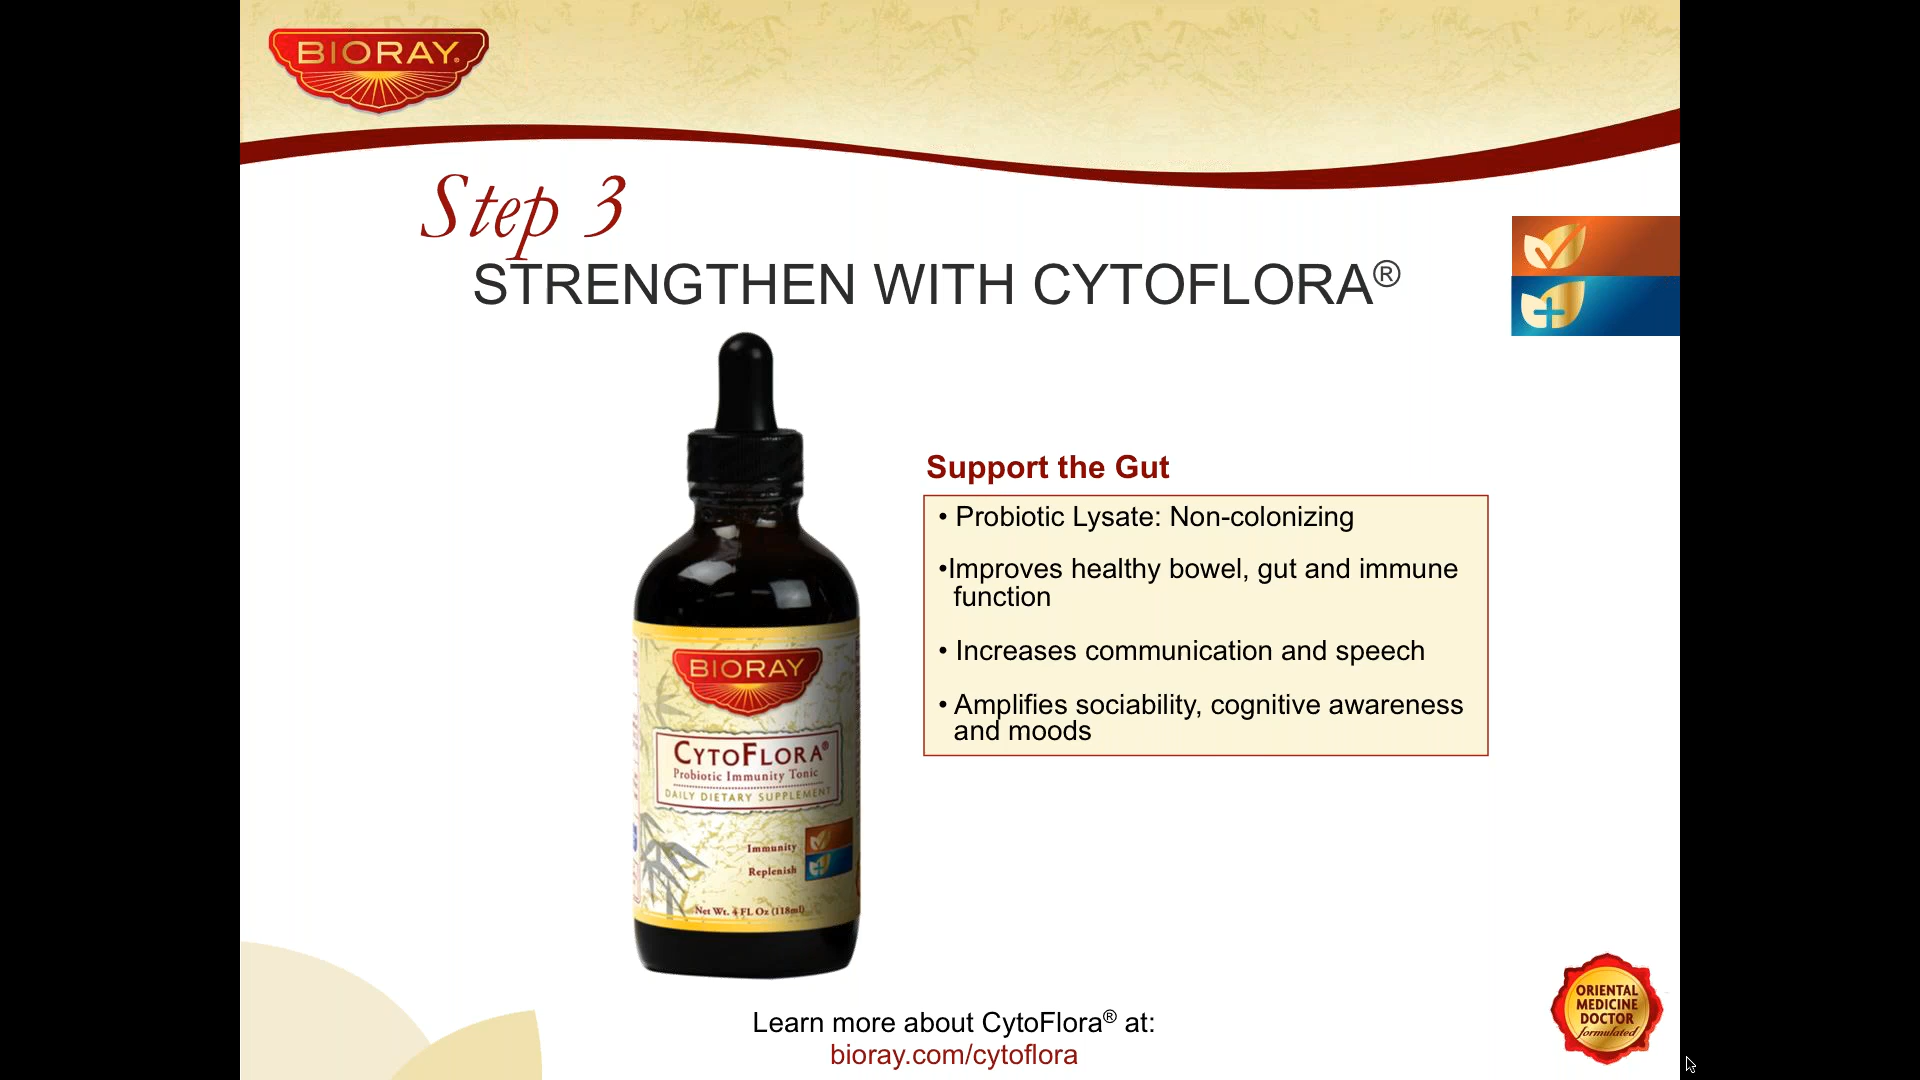 BIORAY®
Step 3
STRENGTHEN WITH CYTOFLORA®
Support the Gut
• Probiotic Lysate: Non-colonizing
•Improves healthy bowel, gut and immune
function
• Increases communication and speech
• Amplifies sociability, cognitive awareness
and moods
BIORAY
CYTOFLORA®
Probiotic Immunity Tonic
DAILY DIETARY SUPPLEMENT
Immunity
Replenish
Net Wt. 4 FL Oz (118ml)
Learn more about CytoFlora® at:
bioray.com/cytoflora
ORIENTAL
MEDICINE
DOCTOR
formulated